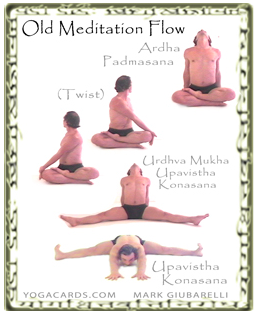 Old Meditation Flow
Ardha
Padmasana
(Twist)
Urdhva Mukha
Upavistha
Konasana
Upavistha
Konasana
YOGACARDS.COM MARK GIUBARELLI